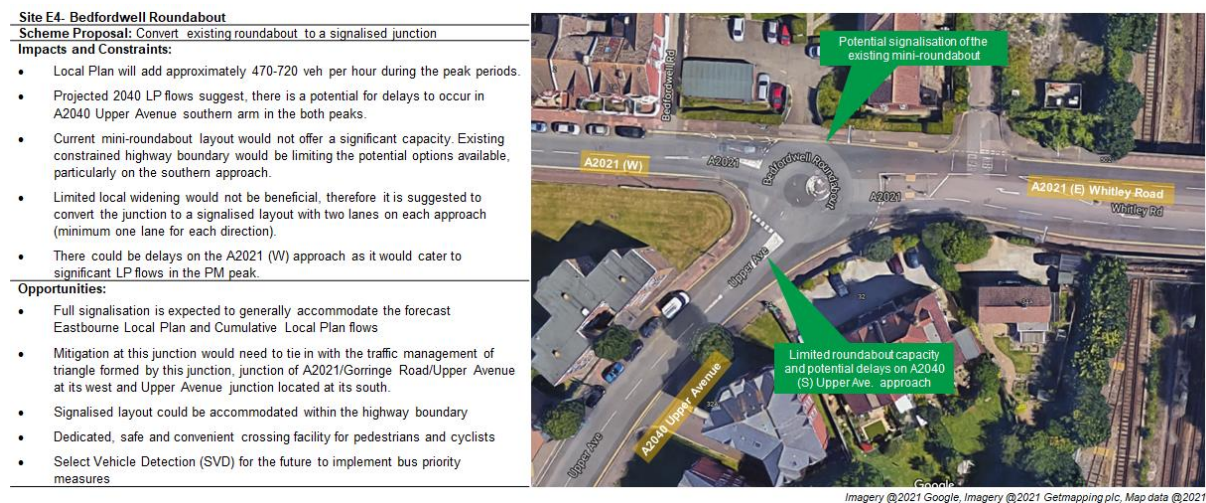 Site E4- Bedfordwell Roundabout
Scheme Proposal: Convert existing roundabout to a signalised junction
Impacts and Constraints:
• Local Plan will add approximately 470-720 veh per hour during the peak periods.
• Projected 2040 LP flows suggest, there is a potential for delays to occur in
A2040 Upper Avenue southern arm in the both peaks.
• Current mini-roundabout layout would not offer a significant capacity. Existing
constrained highway boundary would be limiting the potential options available,
particularly on the southern approach.
• Limited local widening would not be beneficial, therefore it is suggested to
convert the junction to a signalised layout with two lanes on each approach
(minimum one lane for each direction).
• There could be delays on the A2021 (W) approach as it would cater to
significant LP flows in the PM peak.
Opportunities:
• Full signalisation is expected to generally accommodate the forecast
Eastbourne Local Plan and Cumulative Local Plan flows
• Mitigation at this junction would need to tie in with the traffic management of
triangle formed by this junction, junction of A2021/Gorringe Road/Upper Avenue
at its west and Upper Avenue junction located at its south.
• Signalised layout could be accommodated within the highway boundary
• Dedicated, safe and convenient crossing facility for pedestrians and cyclists
• Select Vehicle Detection (SVD) for the future to implement bus priority
measures
Bedfordwell Rd
Potential signalisation of the
existing mini-roundabout
A2021 (W)
A2021
Bedfordwell Roundabout
A2021
A2021 (E) Whitley Road
Whitley Rd
Upper Ave
Limited roundabout capacity
and potential delays on A2040
(S) Upper Ave. approach
A2040 Upper Avenue
Upper Ave
Google
Imagery @2021 Google, Imagery @2021 Getmapping plc, Map data @2021